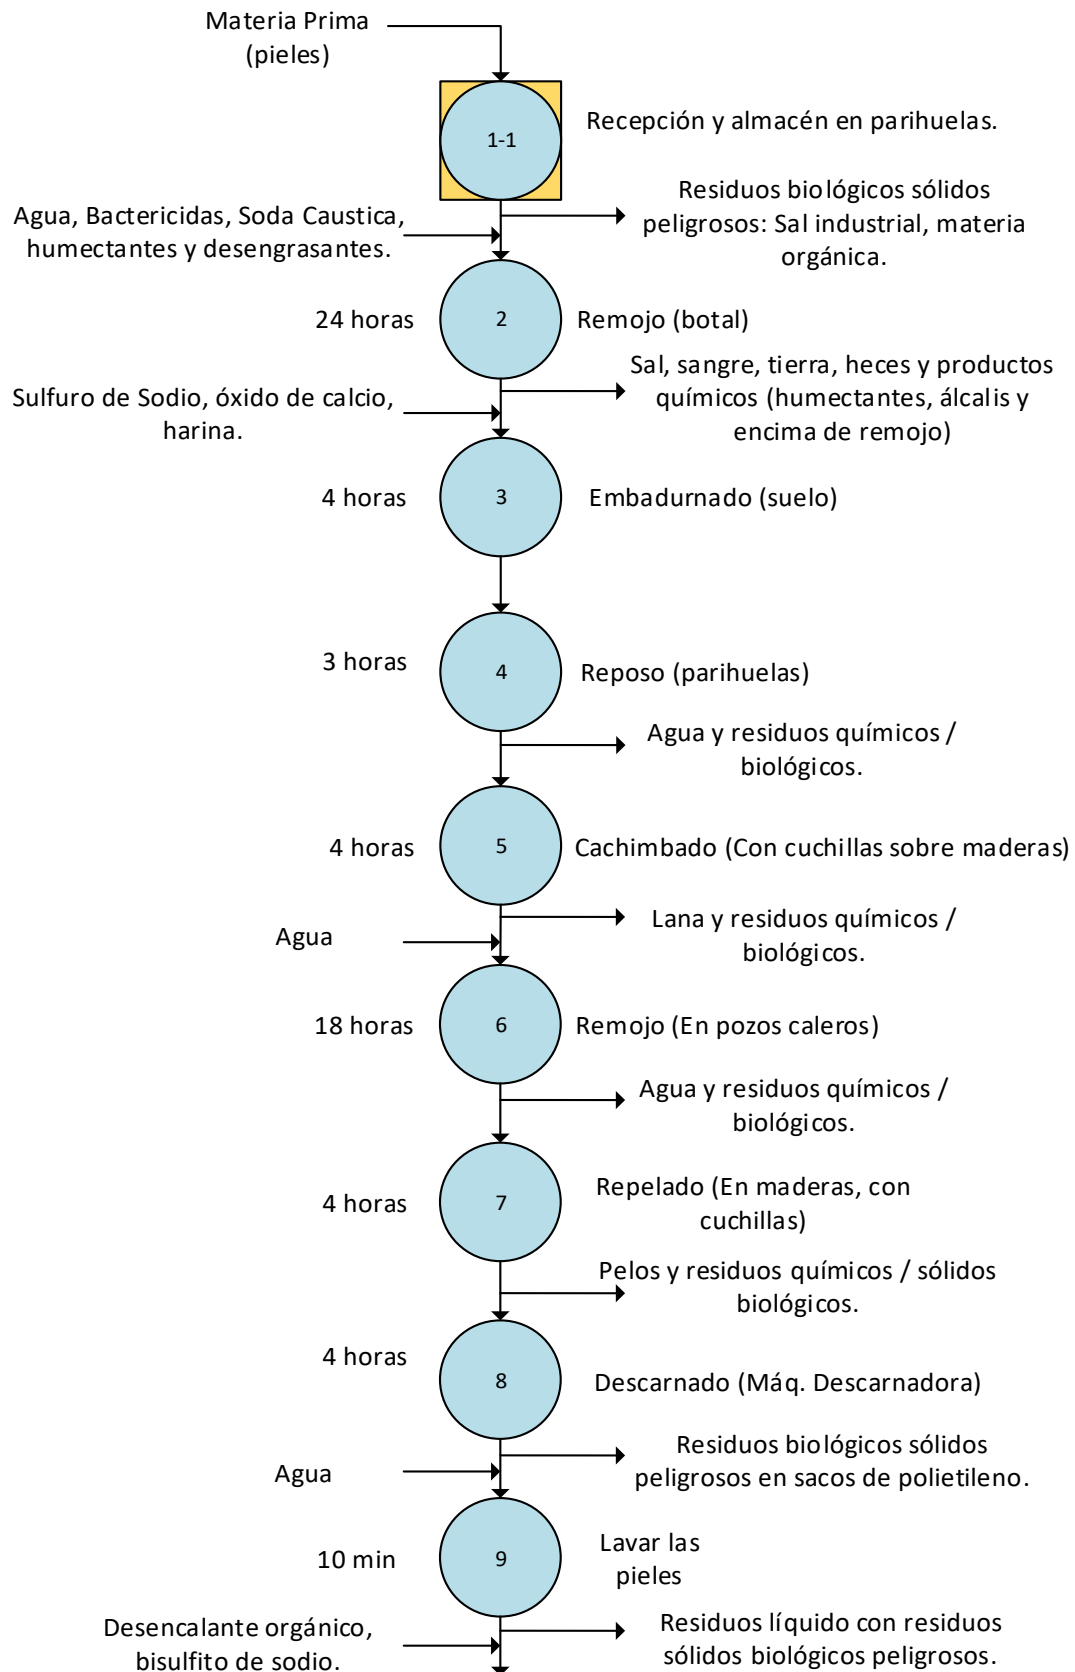 Materia Prima
(pieles)
1-1
Recepción y almacén en parihuelas.
Agua, Bactericidas, Soda Caustica,
humectantes y desengrasantes.
Residuos biológicos sólidos
peligrosos: Sal industrial, materia
orgánica.
24 horas
2
Remojo (botal)
Sulfuro de Sodio, óxido de calcio,
harina.
Sal, sangre, tierra, heces y productos
químicos (humectantes, álcalis y
encima de remojo)
4 horas
3
Embadurnado (suelo)
3 horas
4
Reposo (parihuelas)
Agua y residuos químicos /
biológicos.
4 horas
5
Cachimbado (Con cuchillas sobre maderas)
Agua
Lana y residuos químicos /
biológicos.
18 horas
6
Remojo (En pozos caleros)
Agua y residuos químicos /
biológicos.
4 horas
7
Repelado (En maderas, con
cuchillas)
Pelos y residuos químicos / sólidos
biológicos.
4 horas
8
Descarnado (Máq. Descarnadora)
Agua
Residuos biológicos sólidos
peligrosos en sacos de polietileno.
10 min
9
Lavar las
pieles
Desencalante orgánico,
bisulfito de sodio.
Residuos líquido con residuos
sólidos biológicos peligrosos.